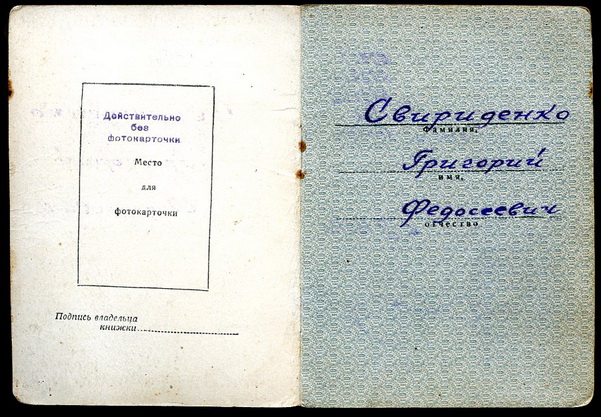 Действительно
без
фотокарточки
Место
для
фотокарточки
Подпись владельца
книжки
Свириденко
Фамилия,
Григорий
имя,
Федосеевич
отчество